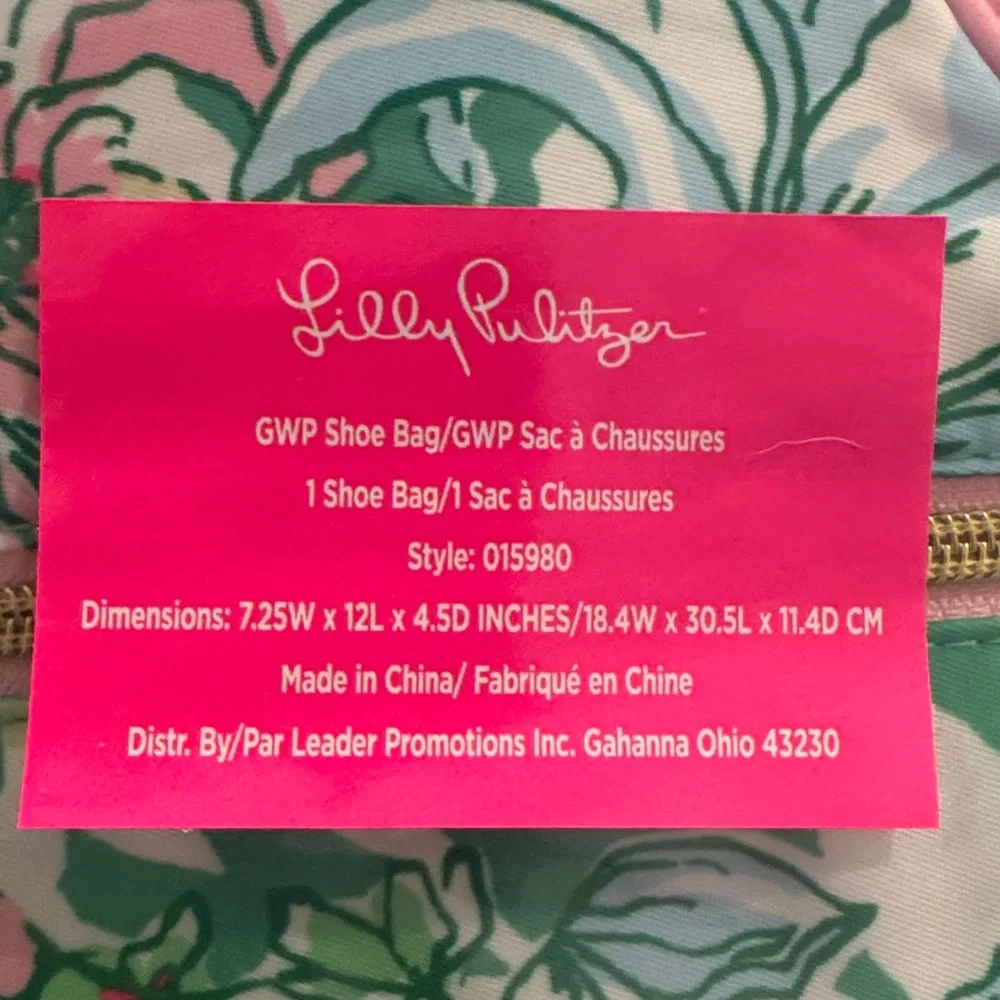 Lilly Pulitzer
GWP Shoe Bag/GWP Sac à Chaussures
1 Shoe Bag/1 Sac à Chaussures
Style: 015980
Dimensions: 7.25W x 12L x 4.5D INCHES/18.4W x 30.5L x 11.4D CM
Made in China/ Fabriqué en Chine
Distr. By/Par Leader Promotions Inc. Gahanna Ohio 43230